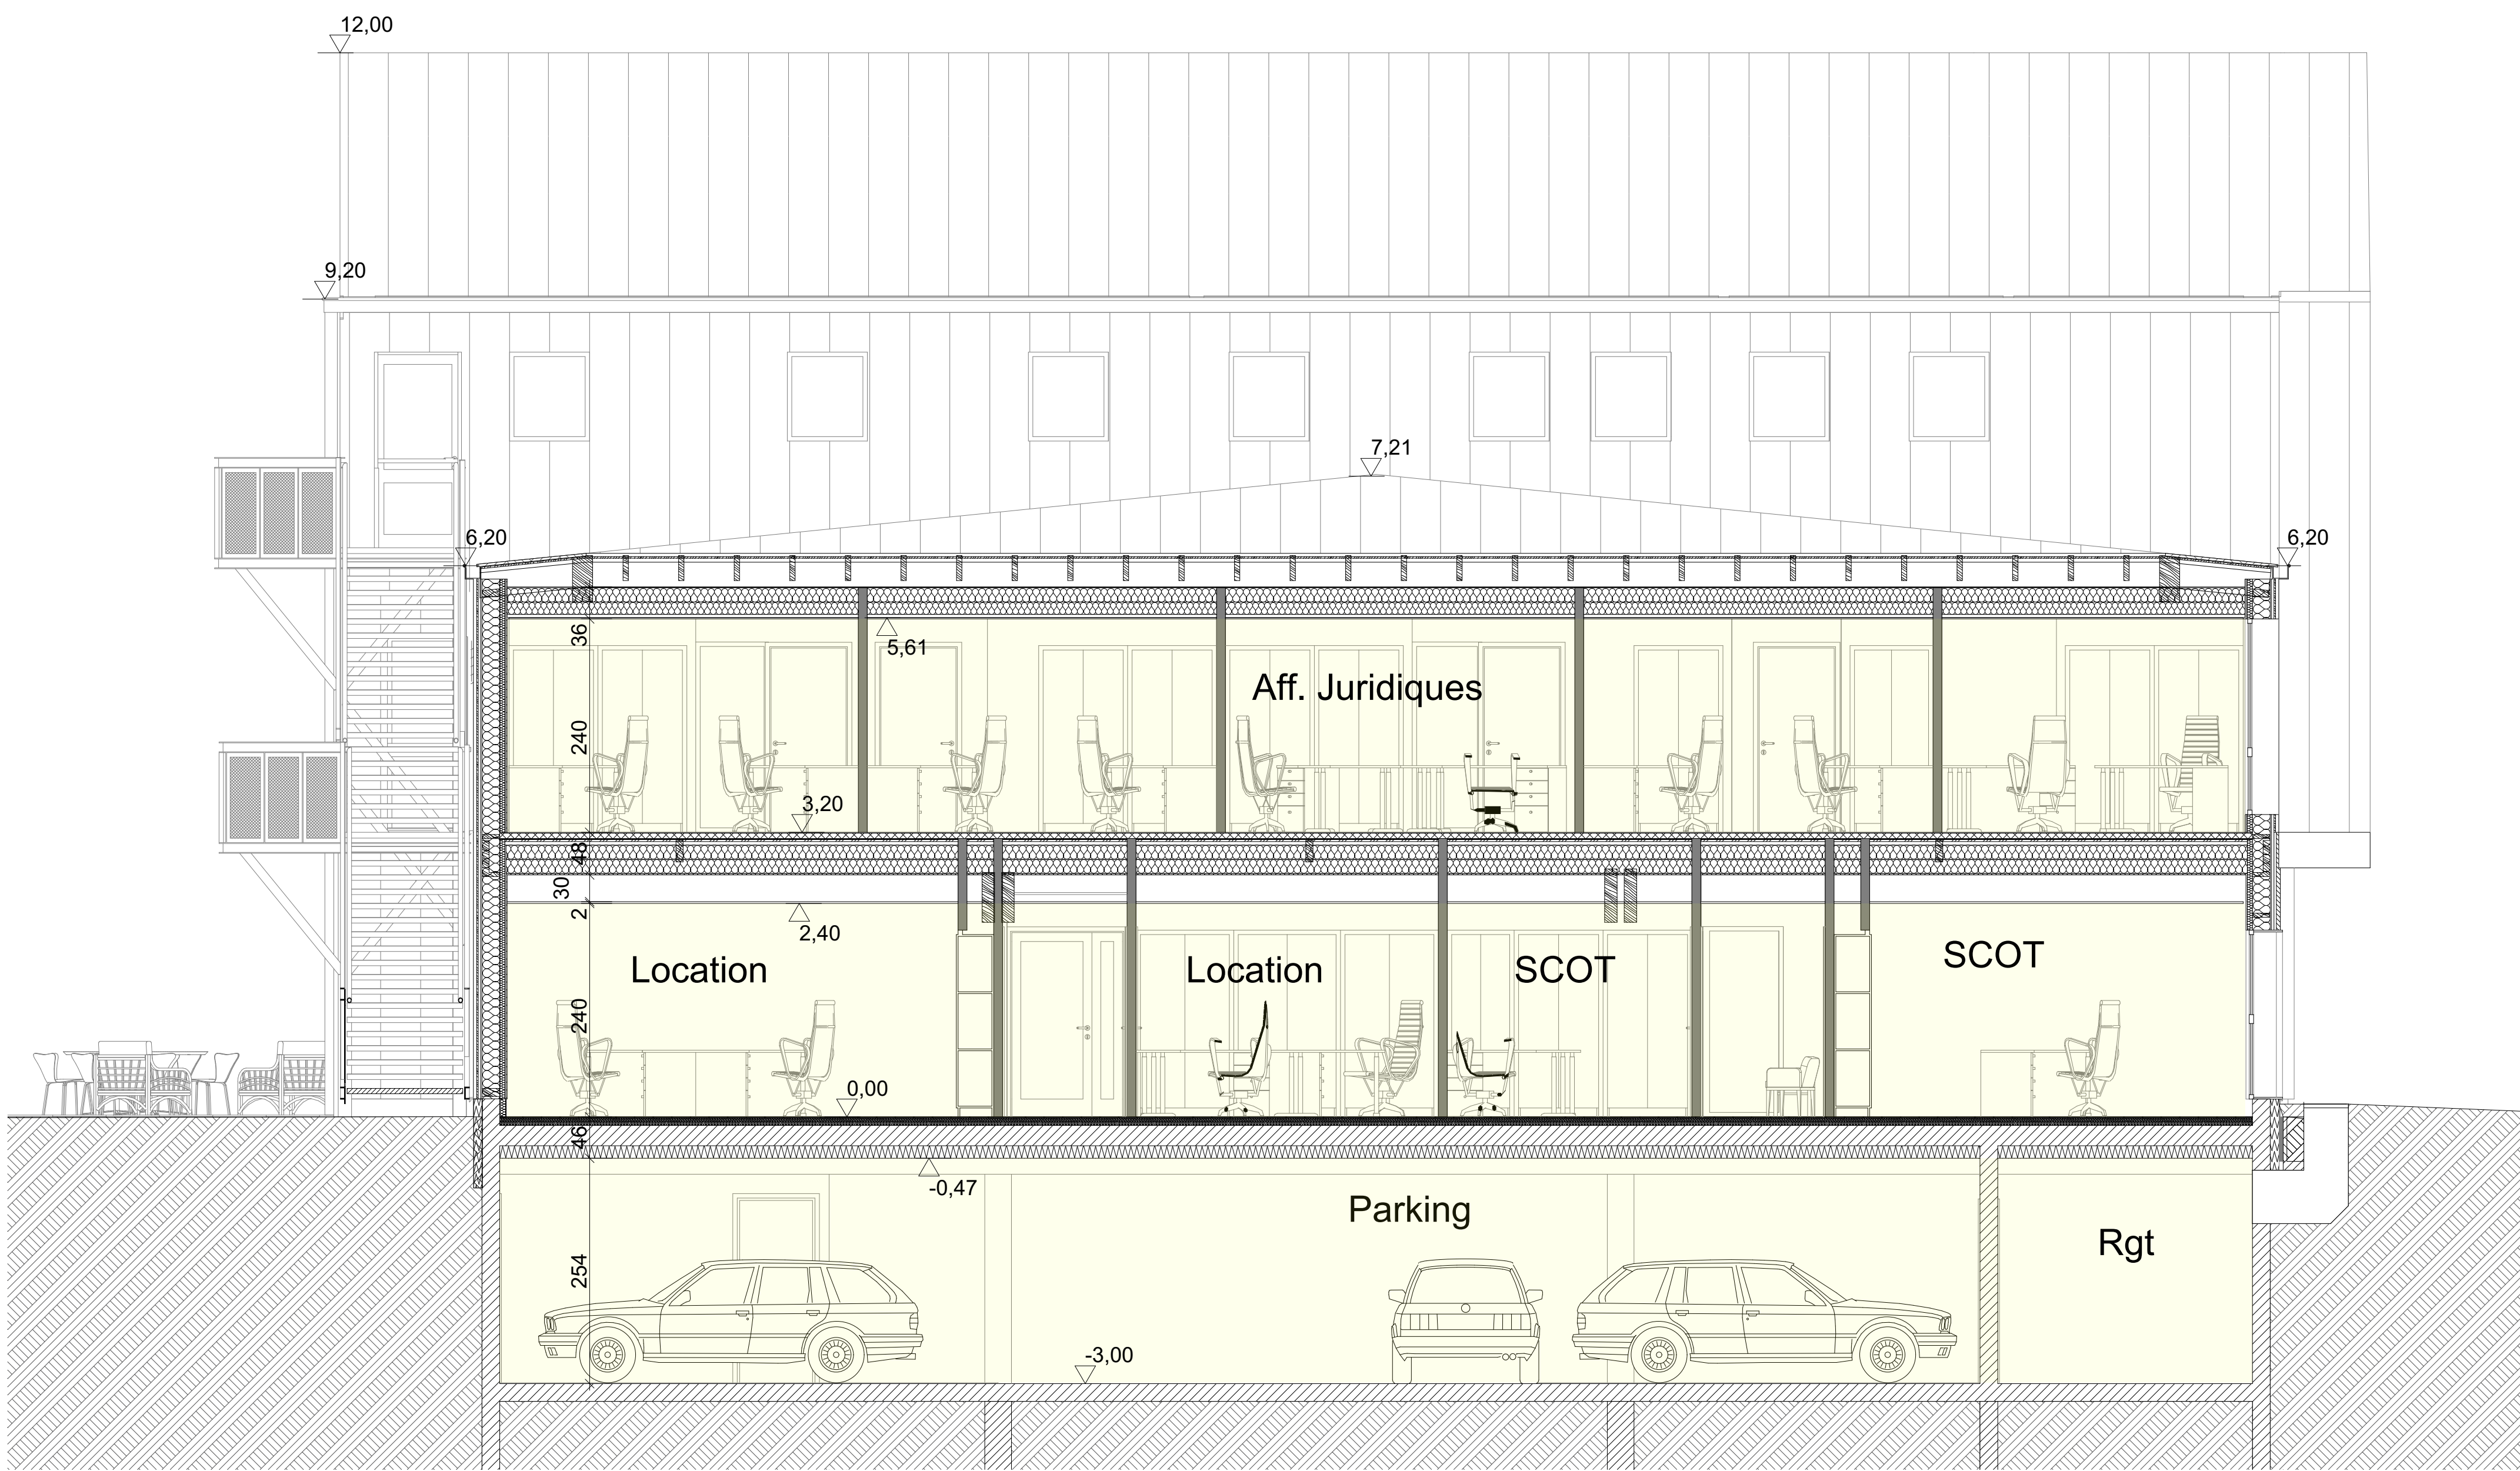 12,00
9,20
7,21
6,20
6,20
36
5,61
Aff. Juridiques
240
3,20
48
30
2
2,40
Location
Location
SCOT
SCOT
240
0,00
46
-0,47
Parking
Rgt
254
-3,00